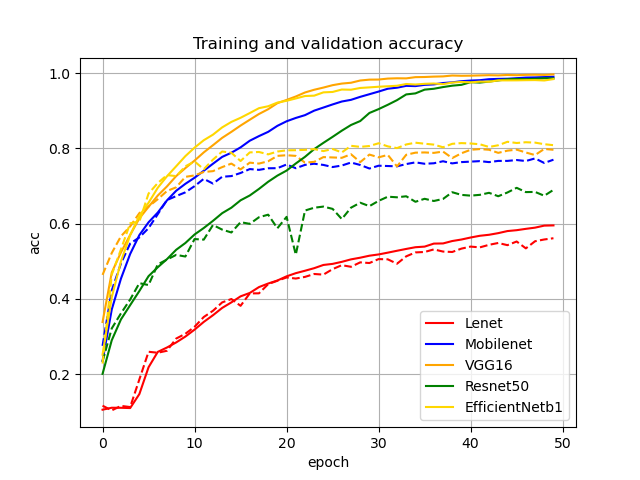 Training and validation accuracy
acc
1.0
0.8
0.6
0.4
0.2
Lenet
Mobilenet
VGG16
Resnet50
EfficientNetb1
0
10
20
30
40
50
epoch